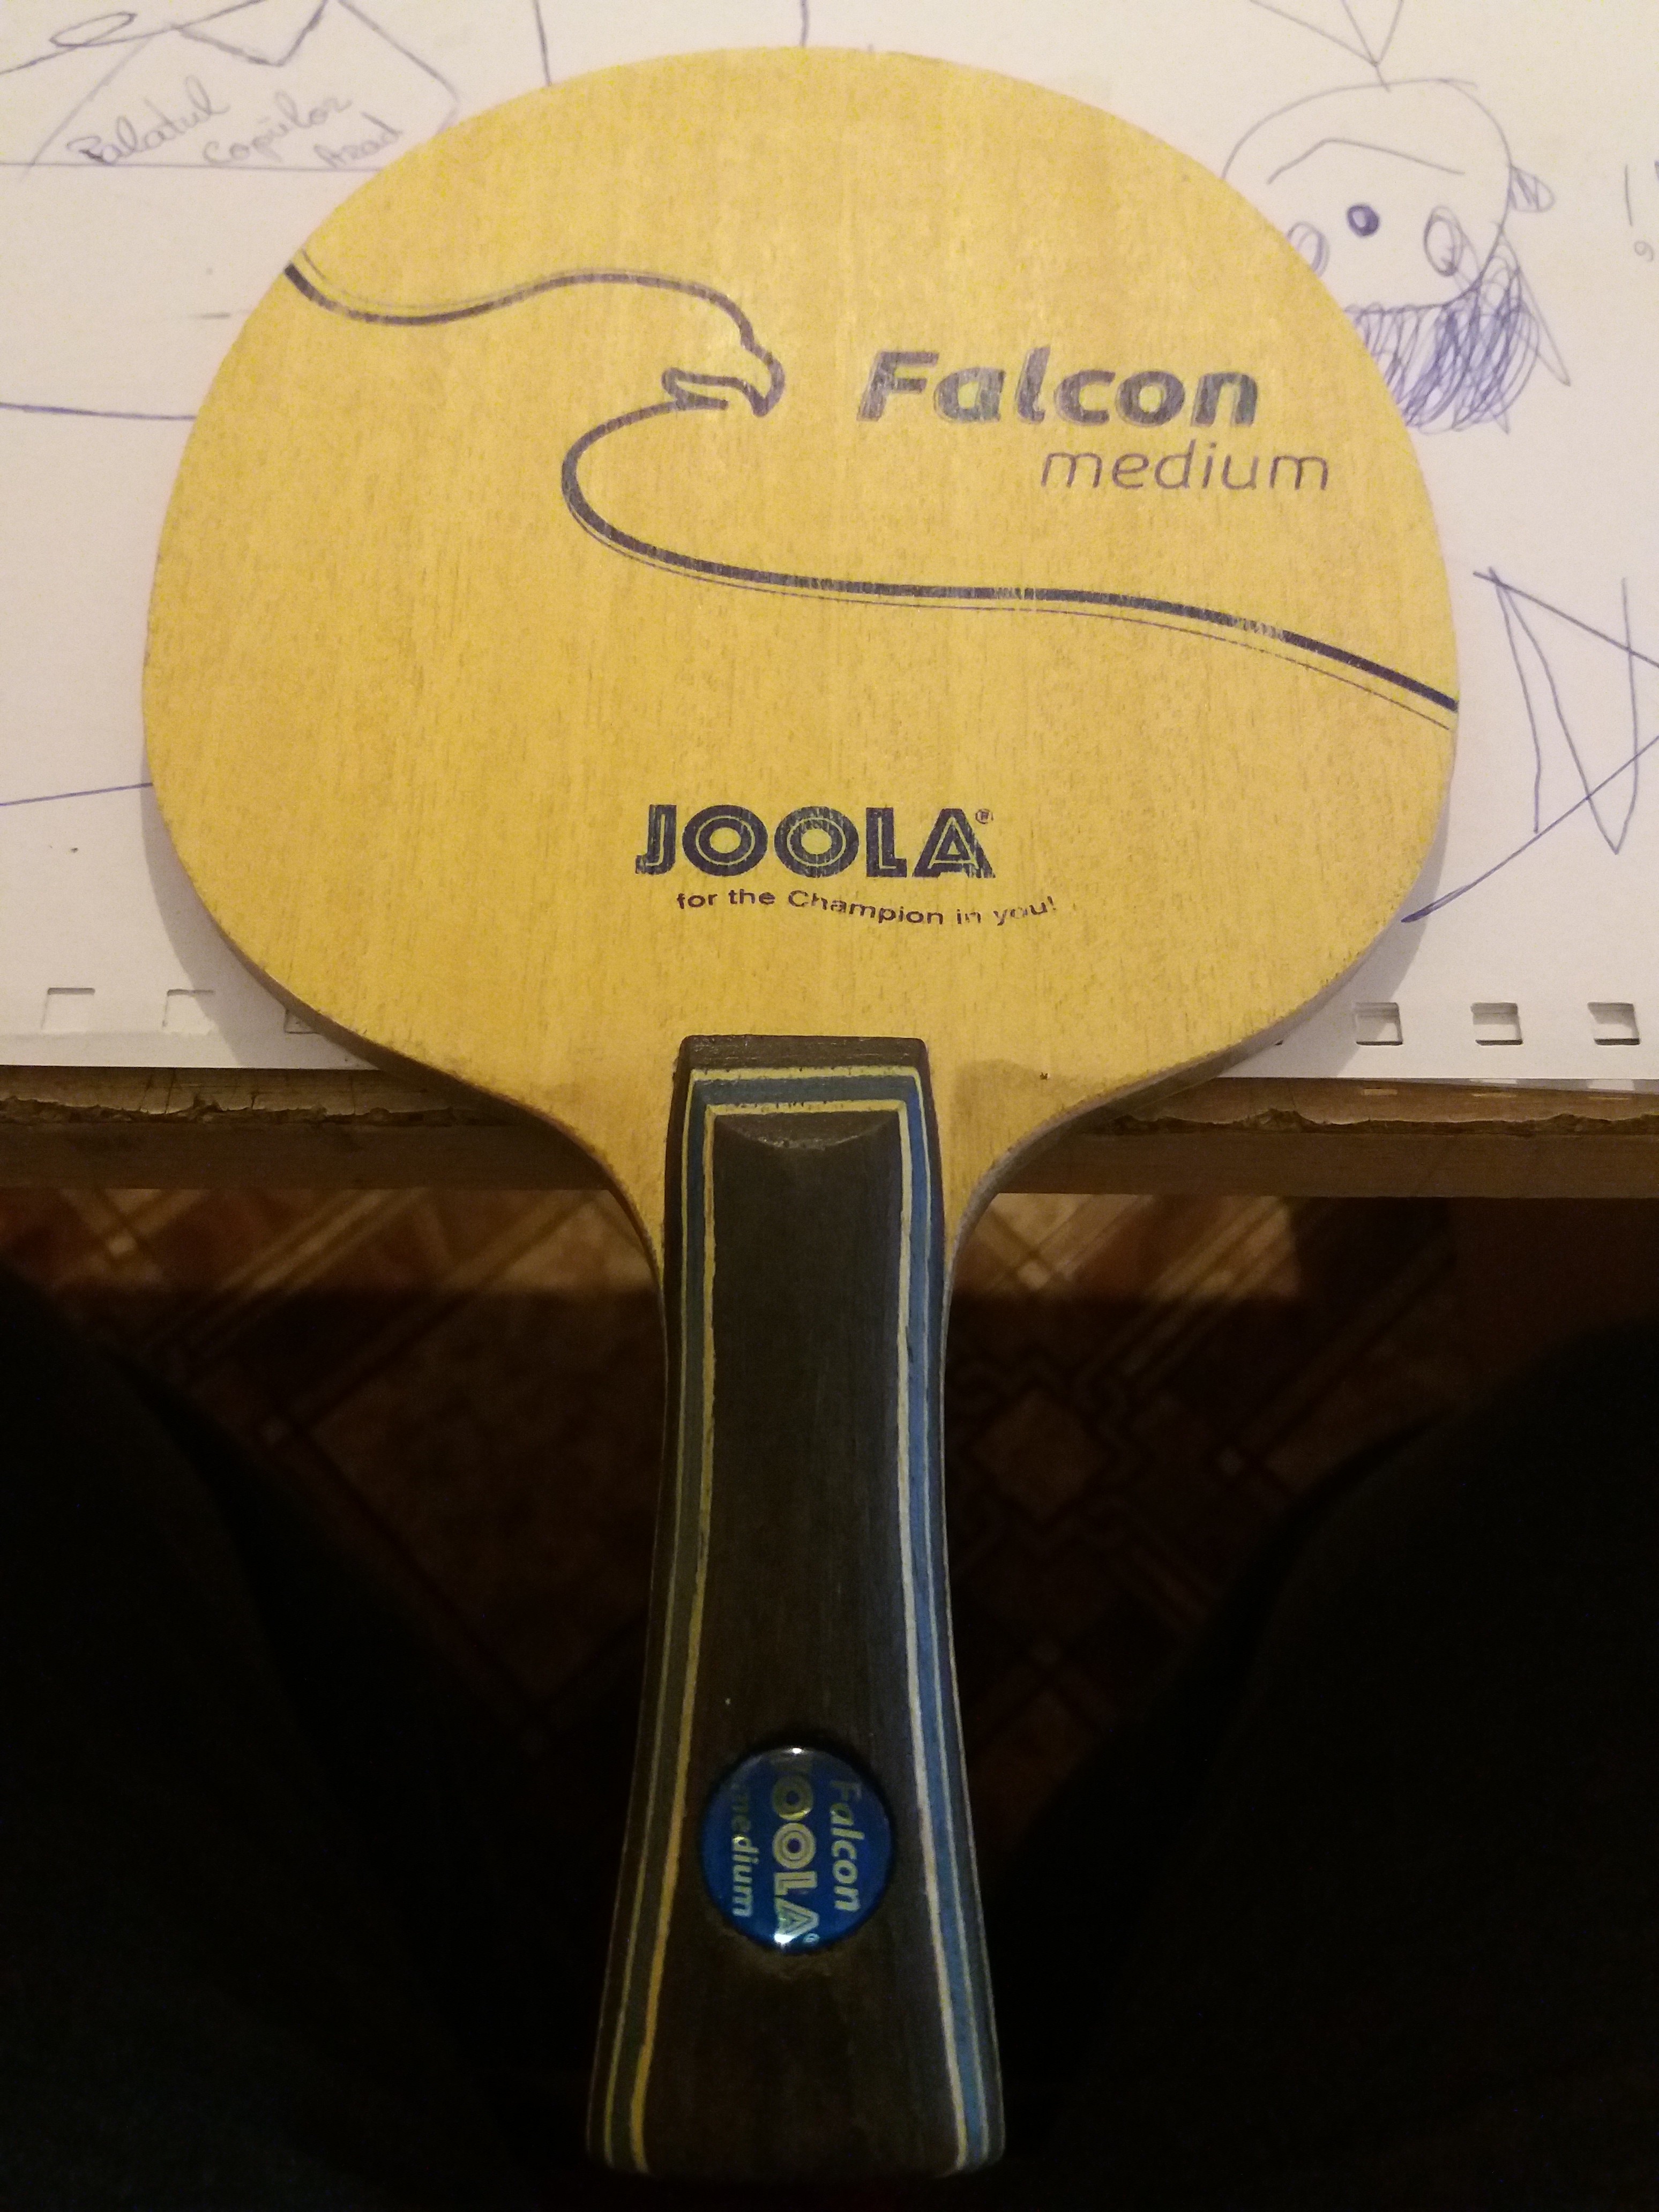 Palatul
Copiilor
Arad
Falcon
medium
JOOLA®
for the Champion in you!
Falcon
JOOLA®
medium